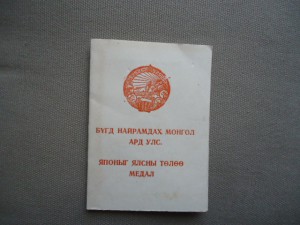 БҮГД НАЙРАМДАХ МОНГОЛ
АРД УЛС.
ЯПОНЫГ ЯЛСНЫ ТӨЛӨӨ
МЕДАЛ